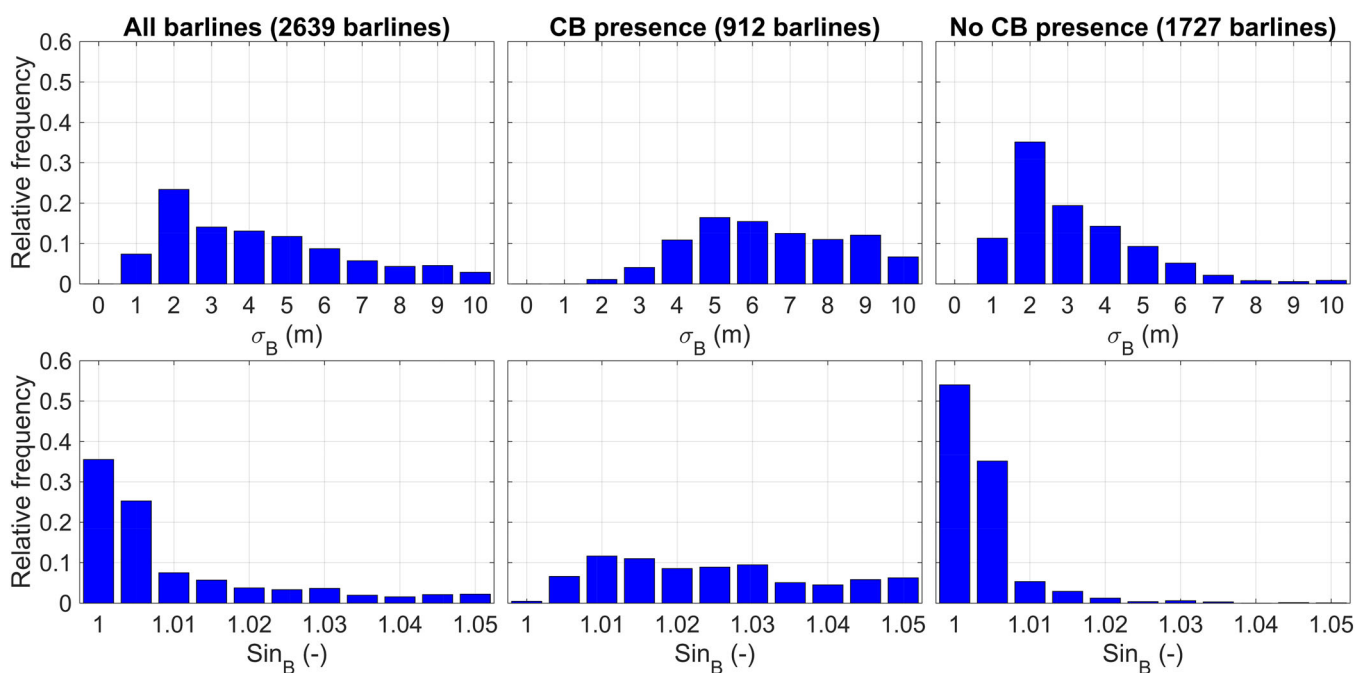 All barlines (2639 barlines)
CB presence (912 barlines)
No CB presence (1727 barlines)
Relative frequency
0.6
0.5
0.4
0.3
0.2
0.1
0
0 1 2 3 4 5 6 7 8 9 10
0 1 2 3 4 5 6 7 8 9 10
0 1 2 3 4 5 6 7 8 9 10
σB (m)
σB (m)
σB (m)
Relative frequency
0.6
0.5
0.4
0.3
0.2
0.1
0
1 1.01 1.02 1.03 1.04 1.05
1 1.01 1.02 1.03 1.04 1.05
1 1.01 1.02 1.03 1.04 1.05
SinB (-)
SinB (-)
SinB (-)